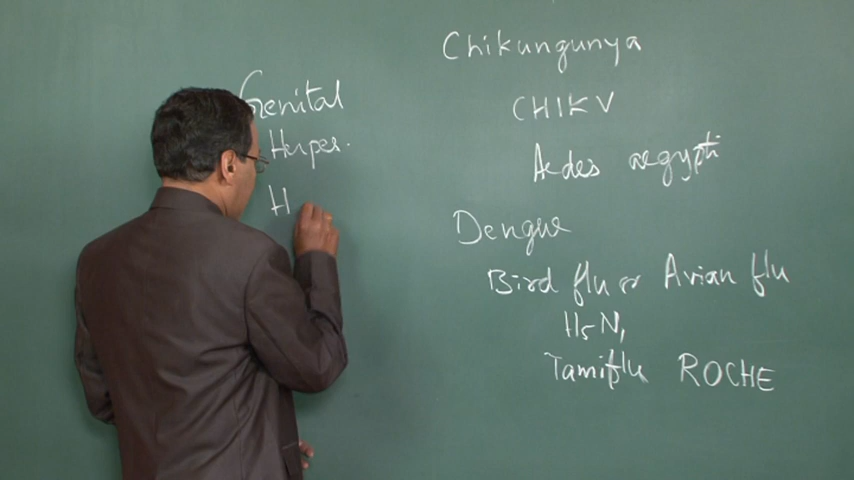 Genital
Herpes.
H
Chikungunya
CHIKV
Aedes aegypti
Dengue
Bird flu or Avian flu
H5N1
Tamiflu ROCHE